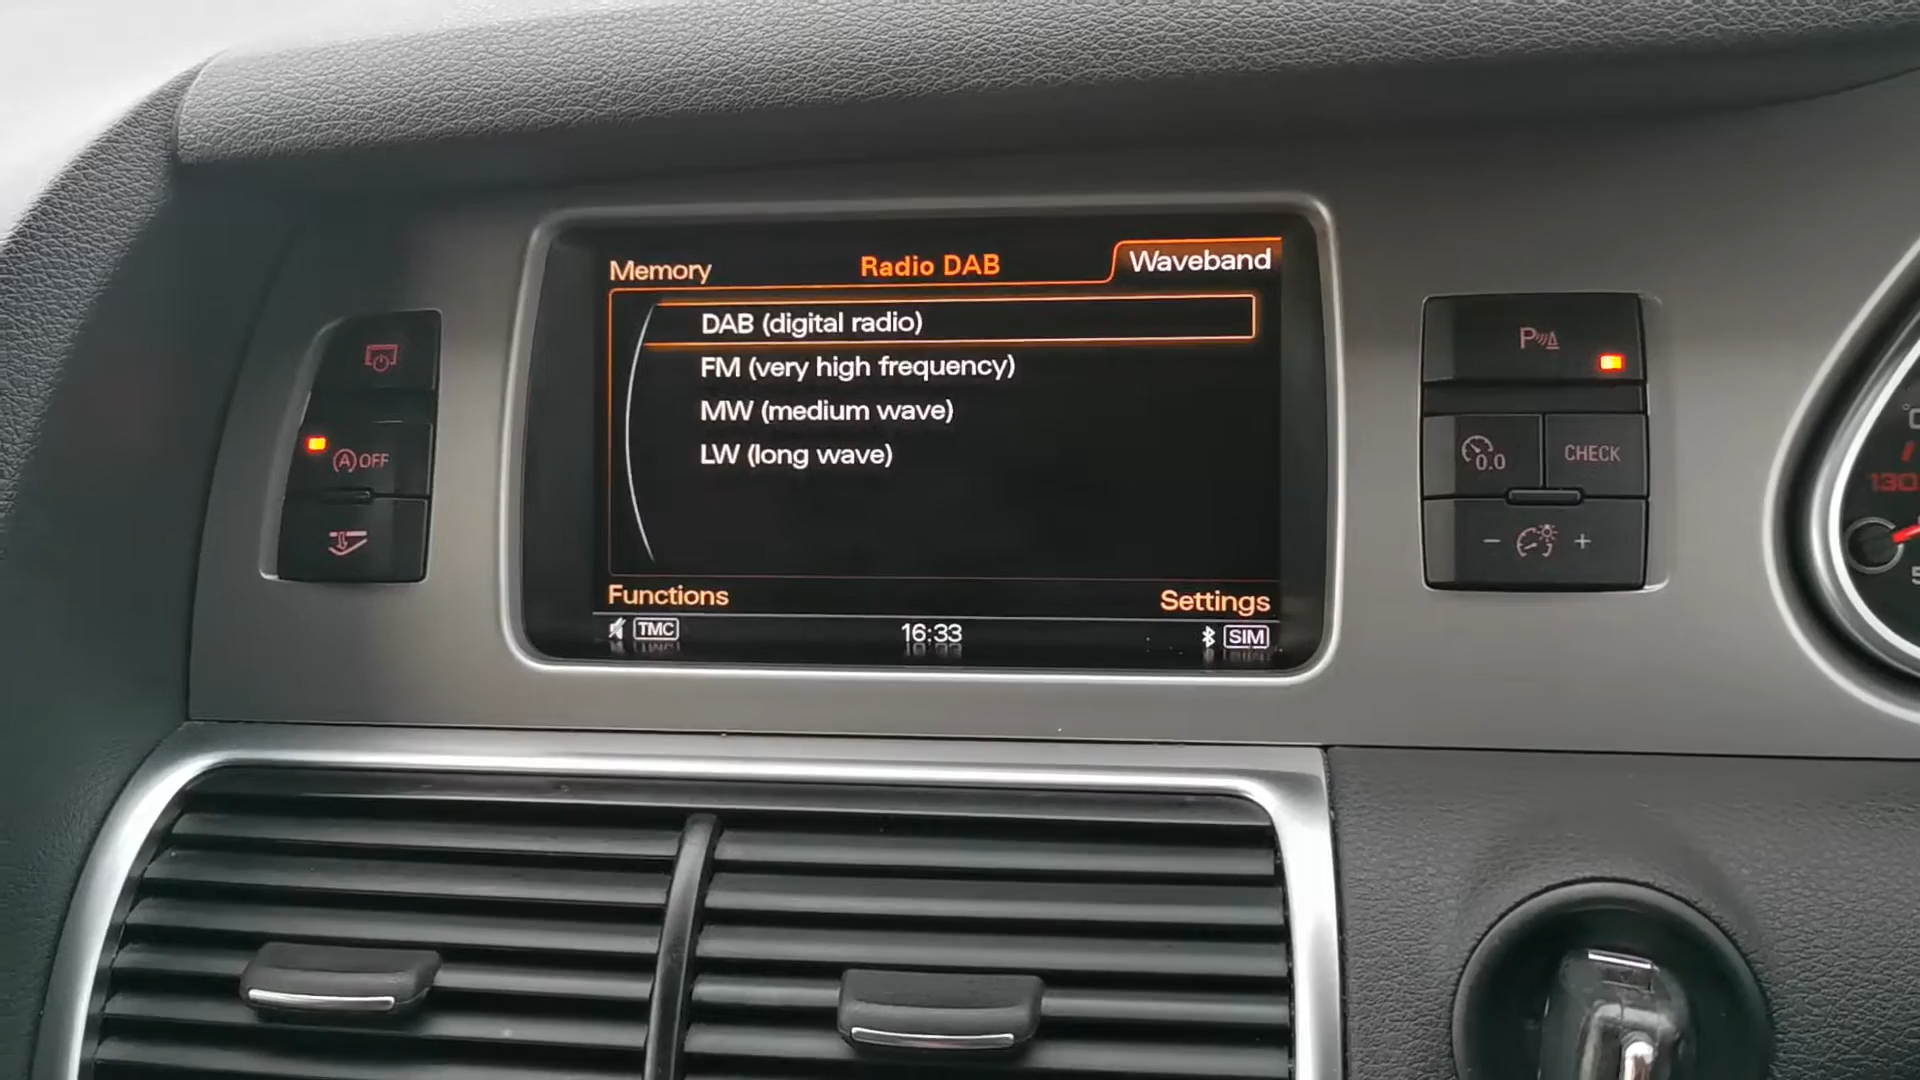 Memory
Radio DAB
Waveband
DAB (digital radio)
FM (very high frequency)
MW (medium wave)
LW (long wave)
Functions
Settings
TMC
16:33
SIM
A OFF
P
0.0
CHECK
- +
130